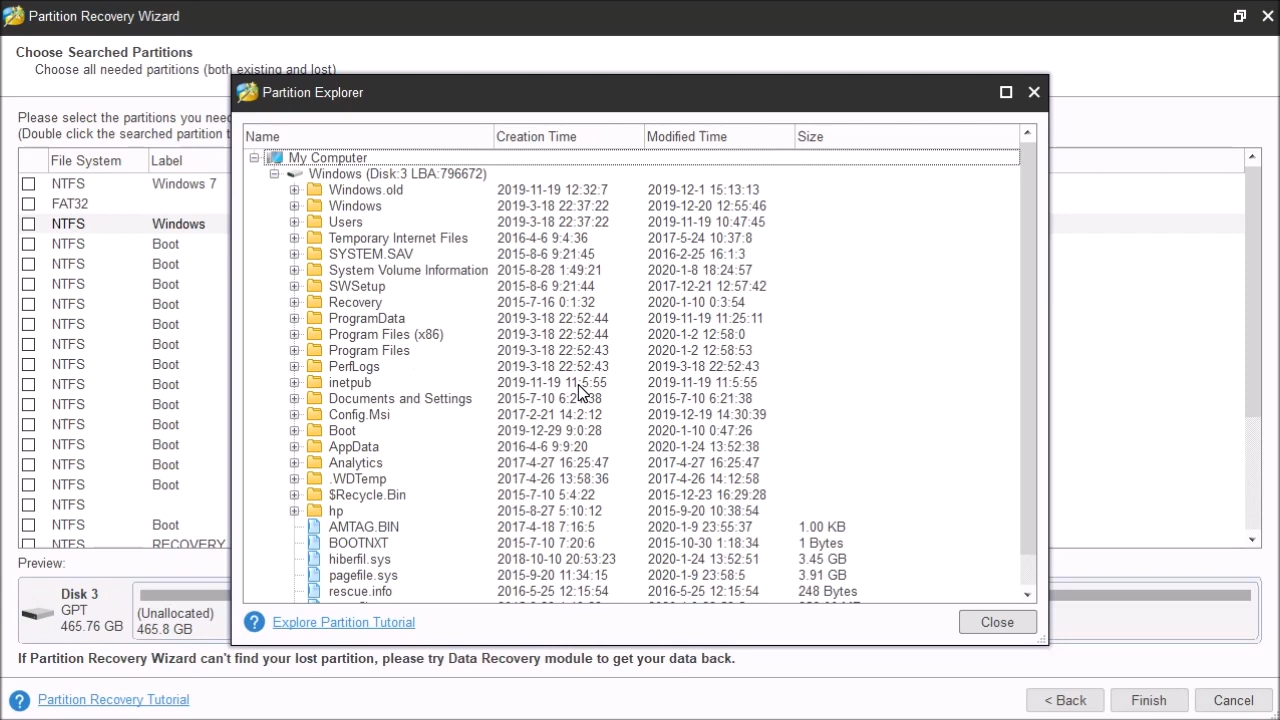 Partition Recovery Wizard
Choose Searched Partitions
Choose all needed partitions (both existing and lost)
Please select the partitions you need
(Double click the searched partition t
File System Label
NTFS Windows 7
FAT32
NTFS Windows
NTFS Boot
NTFS Boot
NTFS Boot
NTFS Boot
NTFS Boot
NTFS Boot
NTFS Boot
NTFS Boot
NTFS Boot
NTFS Boot
NTFS Boot
NTFS Boot
NTFS Boot
NTFS
NTFS Boot
NTFS RECOVERY
Partition Explorer
Name Creation Time Modified Time Size
My Computer
Windows (Disk:3 LBA:796672)
Windows.old 2019-11-19 12:32:7 2019-12-1 15:13:13
Windows 2019-3-18 22:37:22 2019-12-20 12:55:46
Users 2019-3-18 22:37:22 2019-11-19 10:47:45
Temporary Internet Files 2016-4-6 9:4:36 2017-5-24 10:37:8
SYSTEM.SAV 2015-8-6 9:21:45 2016-2-25 16:1:3
System Volume Information 2015-8-28 1:49:21 2020-1-8 18:24:57
SWSetup 2015-8-6 9:21:44 2017-12-21 12:57:42
Recovery 2015-7-16 0:1:32 2020-1-10 0:3:54
ProgramData 2019-3-18 22:52:44 2019-11-19 11:25:11
Program Files (x86) 2019-3-18 22:52:44 2020-1-2 12:58:0
Program Files 2019-3-18 22:52:43 2020-1-2 12:58:53
PerfLogs 2019-3-18 22:52:43 2019-3-18 22:52:43
inetpub 2019-11-19 11:5:55 2019-11-19 11:5:55
Documents and Settings 2015-7-10 2015-7-10 6:21:38
Config.Msi 2017-2-21 14:2:12 2019-12-19 14:30:39
Boot 2019-12-29 9:0:28 2020-1-10 0:47:26
AppData 2016-4-6 9:9:20 2020-1-24 13:52:38
Analytics 2017-4-27 16:25:47 2017-4-27 16:25:47
.WDTemp 2017-4-26 13:58:36 2017-4-26 14:12:58
$Recycle.Bin 2015-7-10 5:4:22 2015-12-23 16:29:28
hp 2015-8-27 5:10:12 2015-9-20 10:38:54
AMTAG.BIN 2017-4-18 7:16:5 2020-1-9 23:55:37 1.00 KB
BOOTNXT 2015-7-10 7:20:6 2015-10-30 1:18:34 1 Bytes
hiberfil.sys 2018-10-10 20:53:23 2020-1-24 13:52:51 3.45 GB
pagefile.sys 2015-9-20 11:34:15 2020-1-9 23:58:5 3.91 GB
rescue.info 2016-5-25 12:15:54 2016-5-25 12:15:54 248 Bytes
Explore Partition Tutorial
Close
Preview:
Disk 3
GPT
465.76 GB
(Unallocated)
465.8 GB
If Partition Recovery Wizard can't find your lost partition, please try Data Recovery module to get your data back.
Partition Recovery Tutorial
< Back Finish Cancel